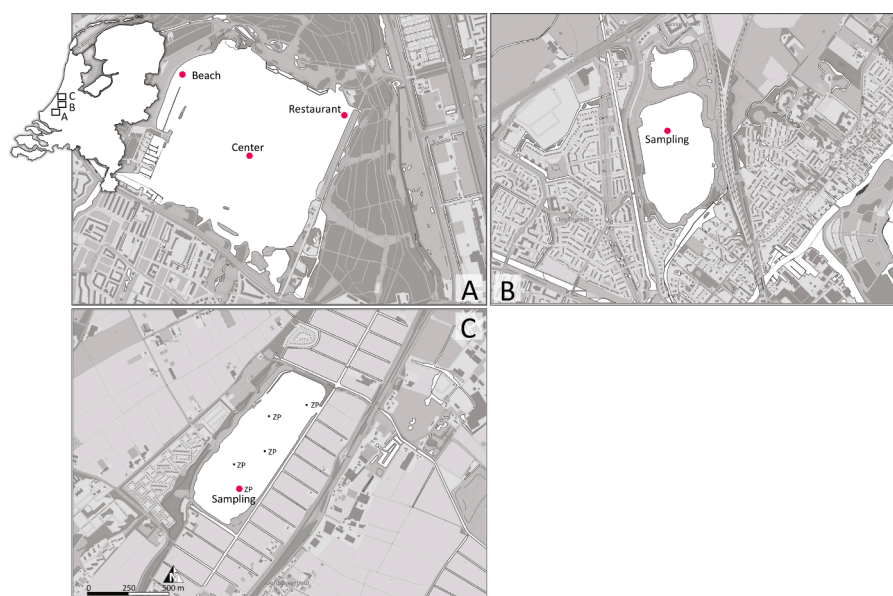 C
B
A
Beach
Restaurant
Center
A
Sampling
B
C
ZP
ZP
ZP
ZP
ZP
Sampling
0 250 500 m